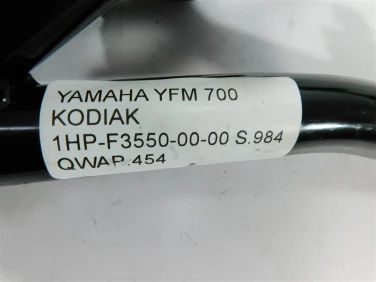 YAMAHA YFM 700
KODIAK
1HP-F3550-00-00 S.984
QWAP.454